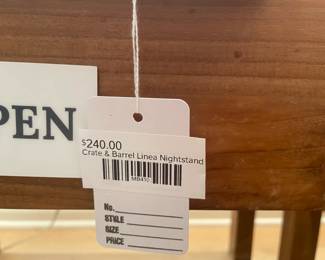 PEN
$240.00
Crate & Barrel Linea Nightstand
No.
STYLE
SIZE
PRICE